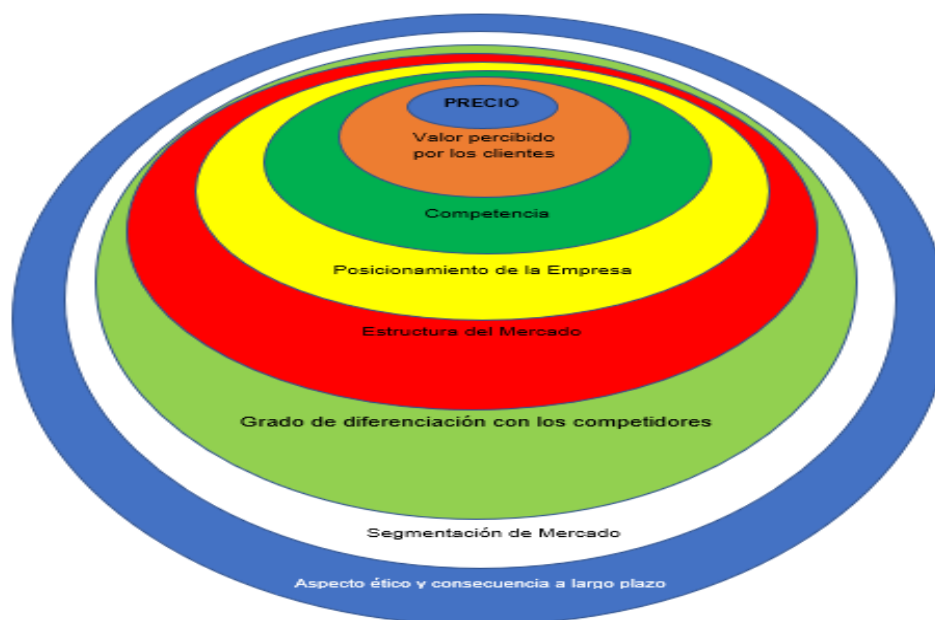 PRECIO
Valor percibido
por los clientes
Competencia
Posicionamiento de la Empresa
Estructura del Mercado
Grado de diferenciación con los competidores
Segmentación de Mercado
Aspecto ético y consecuencia a largo plazo